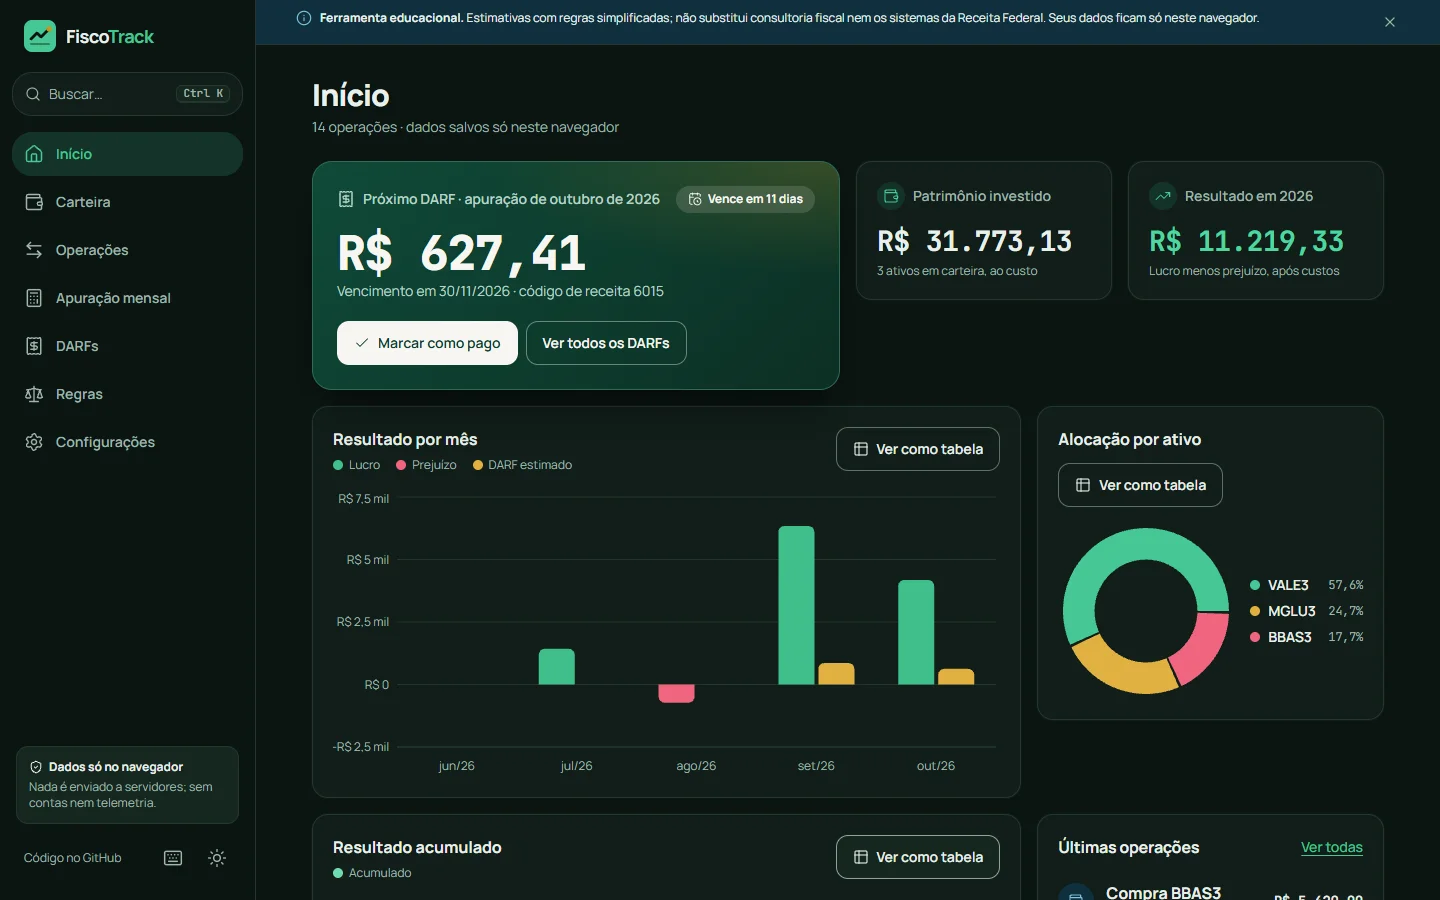 FiscoTrack
Buscar...
Ctrl K
Início
Carteira
Operações
Apuração mensal
DARFs
Regras
Configurações
Dados só no navegador
Nada é enviado a servidores; sem
contas nem telemetria.
Código no GitHub
Ferramenta educacional. Estimativas com regras simplificadas; não substitui consultoria fiscal nem os sistemas da Receita Federal. Seus dados ficam só neste navegador.
Início
14 operações · dados salvos só neste navegador
Próximo DARF · apuração de outubro de 2026
Vence em 11 dias
R$ 627,41
Vencimento em 30/11/2026 · código de receita 6015
Marcar como pago
Ver todos os DARFs
Patrimônio investido
R$ 31.773,13
3 ativos em carteira, ao custo
Resultado em 2026
R$ 11.219,33
Lucro menos prejuízo, após custos
Resultado por mês
Lucro
Prejuízo
DARF estimado
Ver como tabela
R$ 7,5 mil
R$ 5 mil
R$ 2,5 mil
R$ 0
-R$ 2,5 mil
jun/26
jul/26
ago/26
set/26
out/26
Alocação por ativo
Ver como tabela
VALE3 57,6%
MGLU3 24,7%
BBAS3 17,7%
Resultado acumulado
Acumulado
Ver como tabela
Últimas operações
Ver todas
Compra BBAS3